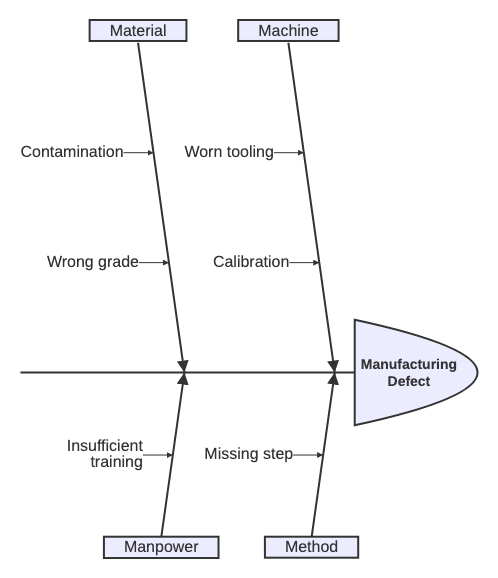 Material
Machine
Contamination
Worn tooling
Wrong grade
Calibration
Manufacturing
Defect
Insufficient
training
Missing step
Manpower
Method